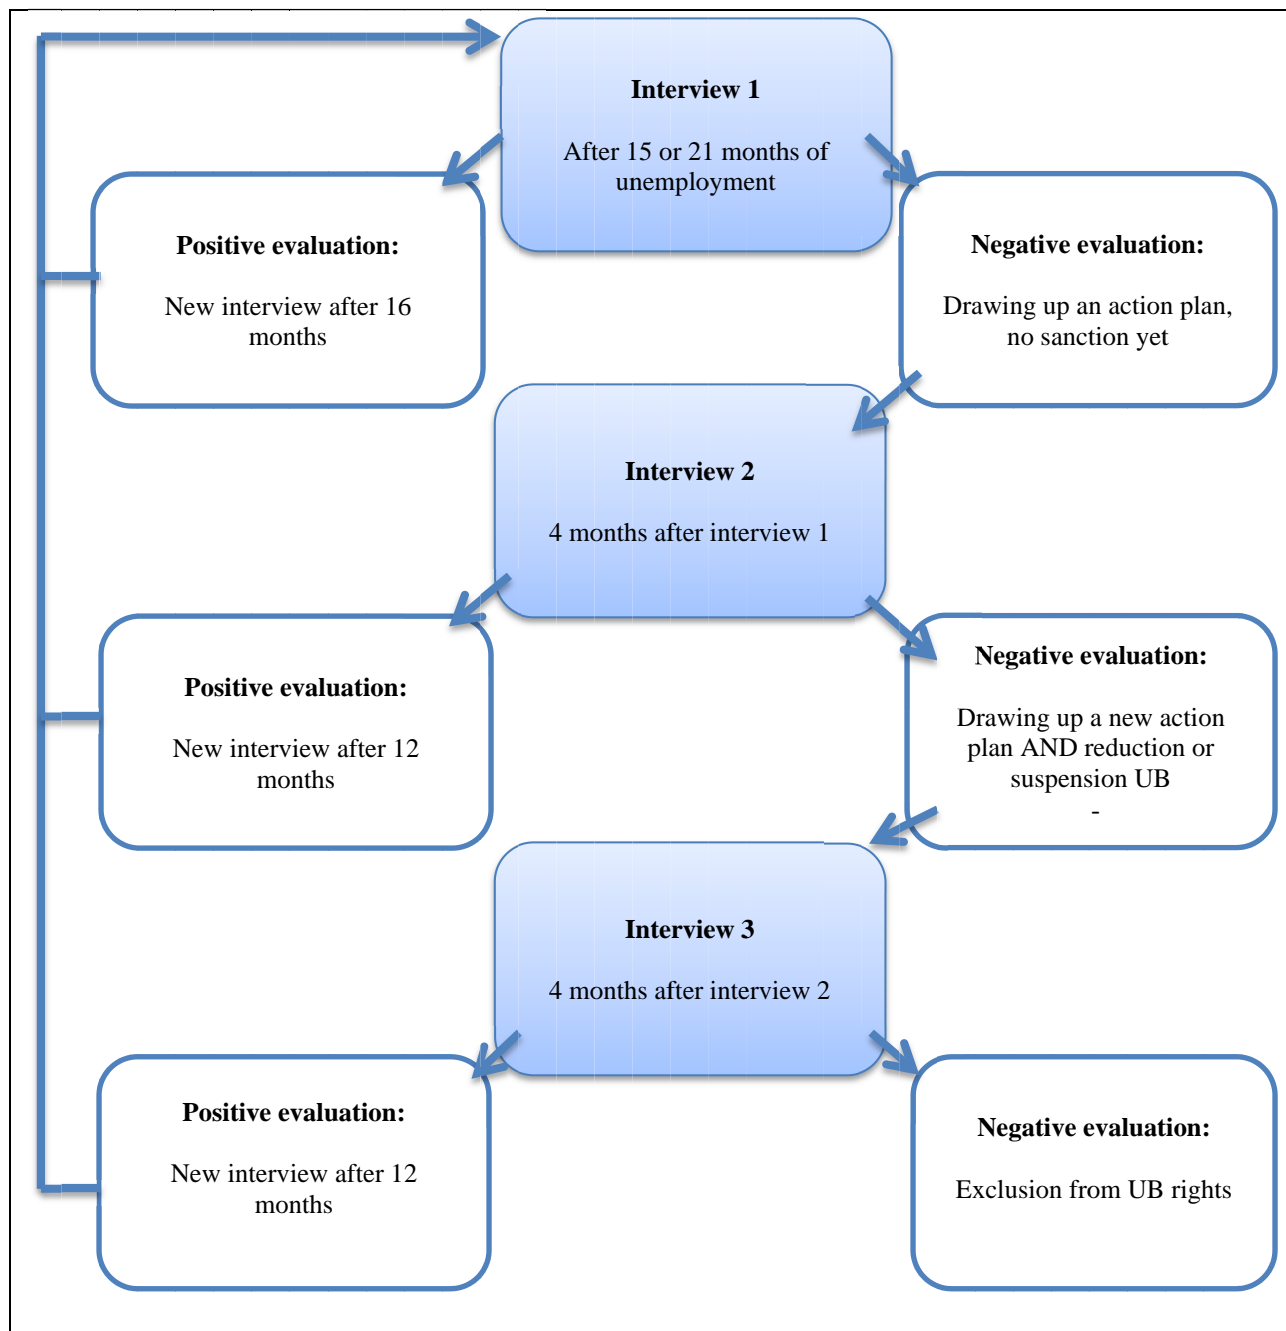 Interview 1
After 15 or 21 months of
unemployment
Positive evaluation:
New interview after 16
months
Negative evaluation:
Drawing up an action plan,
no sanction yet
Interview 2
4 months after interview 1
Positive evaluation:
New interview after 12
months
Negative evaluation:
Drawing up a new action
plan AND reduction or
suspension UB
-
Interview 3
4 months after interview 2
Positive evaluation:
New interview after 12
months
Negative evaluation:
Exclusion from UB rights